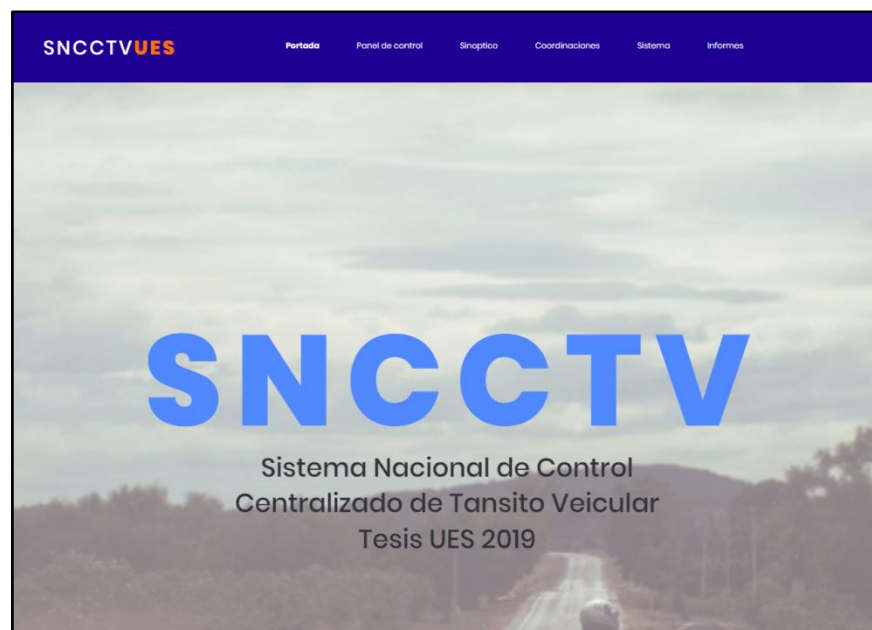 SNCCTVUES
Portada Panel de control Sinoptico Coordinaciones Sistema Informes
SNCCTV
Sistema Nacional de Control
Centralizado de Tansito Veicular
Tesis UES 2019